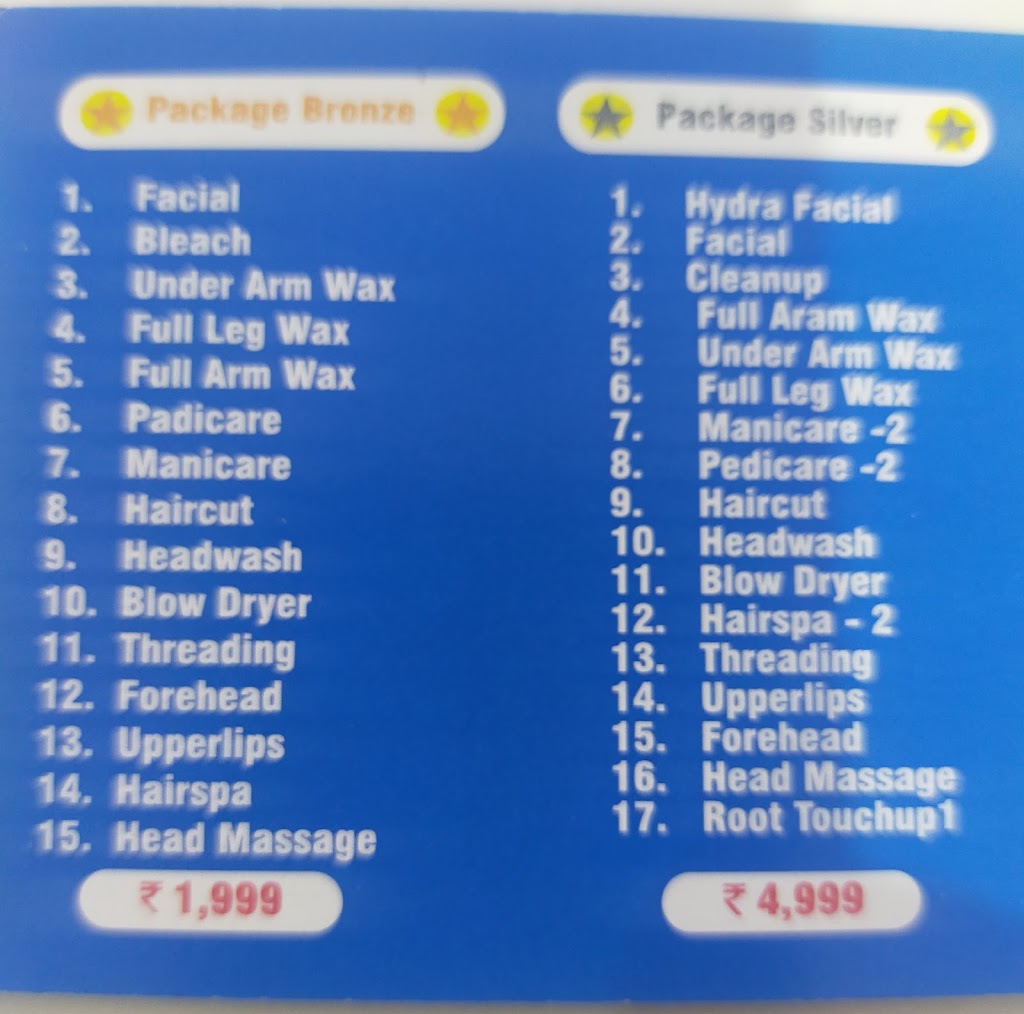 Package Bronze
1. Facial
2. Bleach
3. Under Arm Wax
4. Full Leg Wax
5. Full Arm Wax
6. Padicare
7. Manicare
8. Haircut
9. Headwash
10. Blow Dryer
11. Threading
12. Forehead
13. Upperlips
14. Hairspa
15. Head Massage
₹ 1,999
Package Silver
1. Hydra Facial
2. Facial
3. Cleanup
4. Full Aram Wax
5. Under Arm Wax
6. Full Leg Wax
7. Manicare -2
8. Pedicare -2
9. Haircut
10. Headwash
11. Blow Dryer
12. Hairspa - 2
13. Threading
14. Upperlips
15. Forehead
16. Head Massage
17. Root Touchup1
₹ 4,999